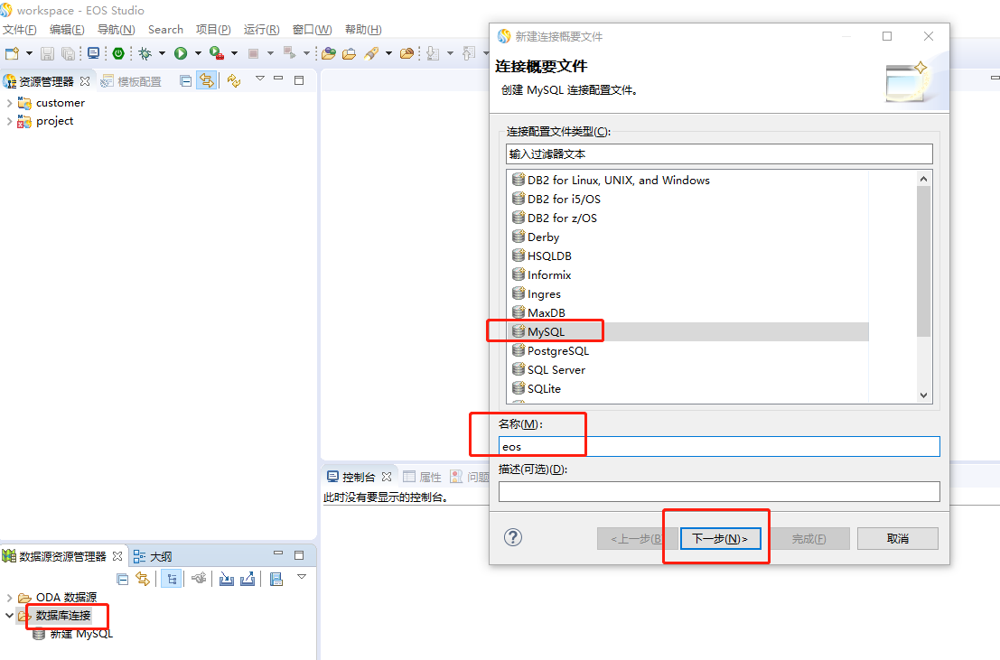 workspace - EOS Studio
文件(F) 编辑(E) 导航(N) Search 项目(P) 运行(R) 窗口(W) 帮助(H)
资源管理器 模板配置
customer
project
新建连接概要文件
连接概要文件
创建 MySQL 连接配置文件。
连接配置文件类型(C):
输入过滤器文本
DB2 for Linux, UNIX, and Windows
DB2 for i5/OS
DB2 for z/OS
Derby
HSQLDB
Informix
Ingres
MaxDB
MySQL
PostgreSQL
SQL Server
SQLite
名称(M):
eos
描述(可选)(D):
<上一步(B 下一步(N)> 完成(F) 取消
控制台 属性 问题
此时没有要显示的控制台。
数据源资源管理器 大纲
ODA 数据源
数据库连接
新建 MySQL